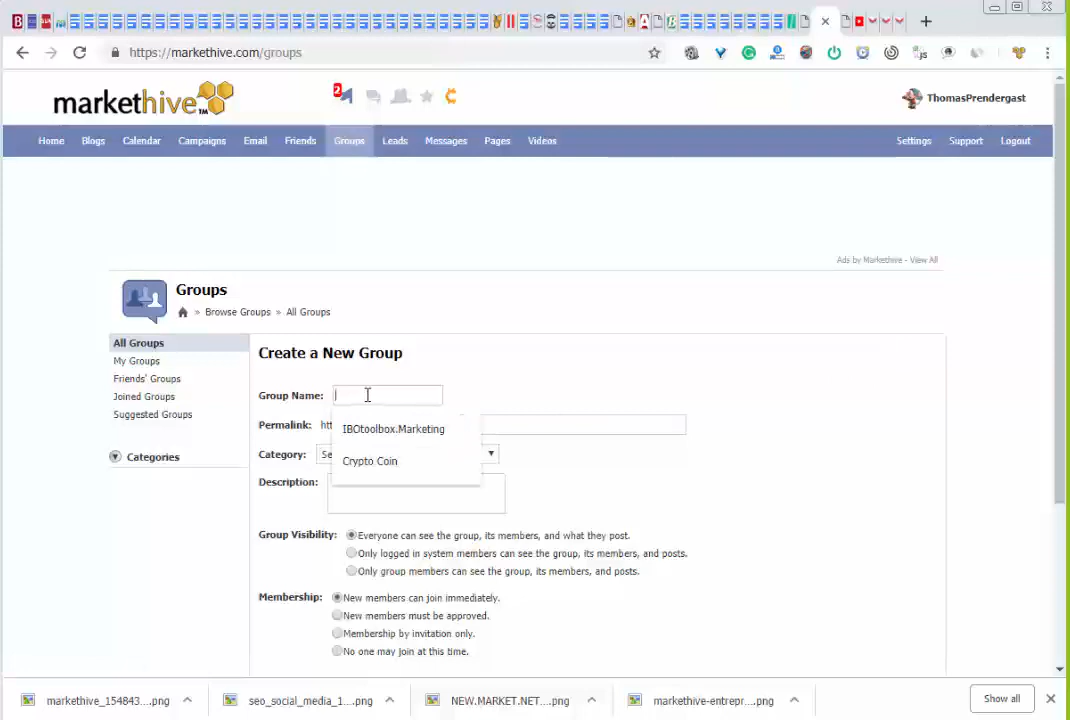 https://markethive.com/groups
markethive™
2
ThomasPrendergast
Home Blogs Calendar Campaigns Email Friends Groups Leads Messages Pages Videos Settings Support Logout
Ads by Markethive - View All
Groups
» Browse Groups » All Groups
All Groups
My Groups
Friends' Groups
Joined Groups
Suggested Groups
Categories
Create a New Group
Group Name:
IBOtoolbox.Marketing
Crypto Coin
Permalink: htt
Category: Se
Description:
Group Visibility: Everyone can see the group, its members, and what they post.
Only logged in system members can see the group, its members, and posts.
Only group members can see the group, its members, and posts.
Membership: New members can join immediately.
New members must be approved.
Membership by invitation only.
No one may join at this time.
markethive_154843....png seo_social_media_1....png NEW.MARKET.NET....png markethive-entrepr....png Show all